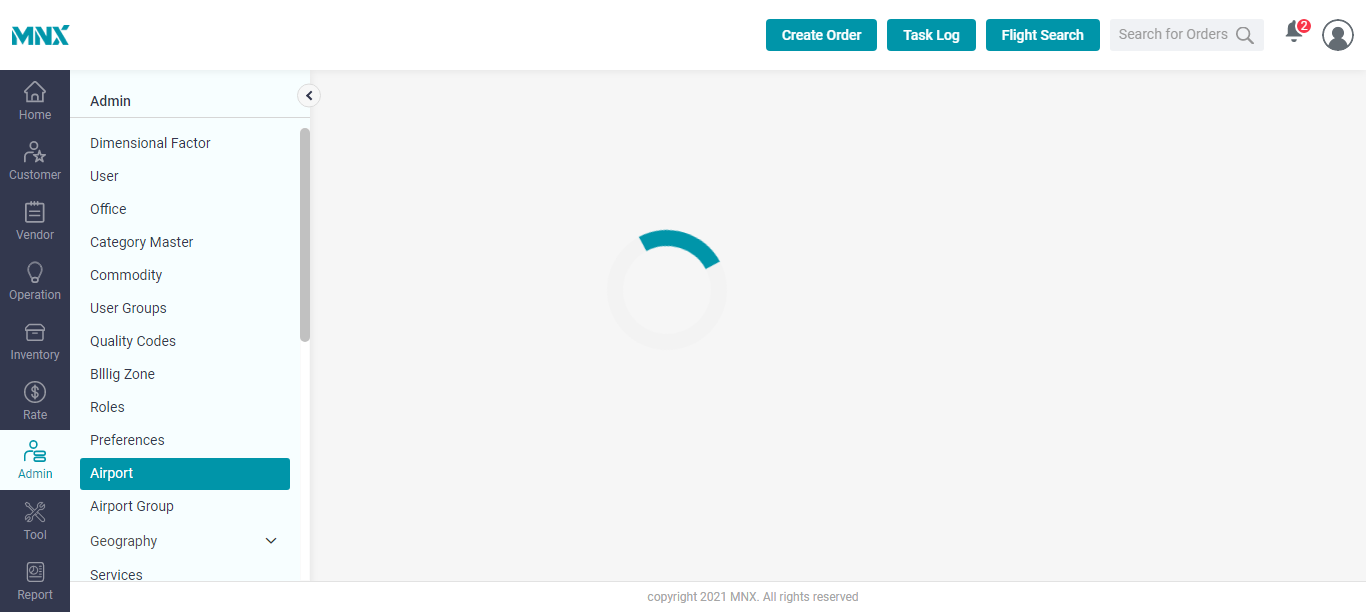 MNX
Create Order
Task Log
Flight Search
Search for Orders
2
Home
Customer
Vendor
Operation
Inventory
Rate
Admin
Tool
Report
Admin
Dimensional Factor
User
Office
Category Master
Commodity
User Groups
Quality Codes
Blllig Zone
Roles
Preferences
Airport
Airport Group
Geography
Services
copyright 2021 MNX. All rights reserved